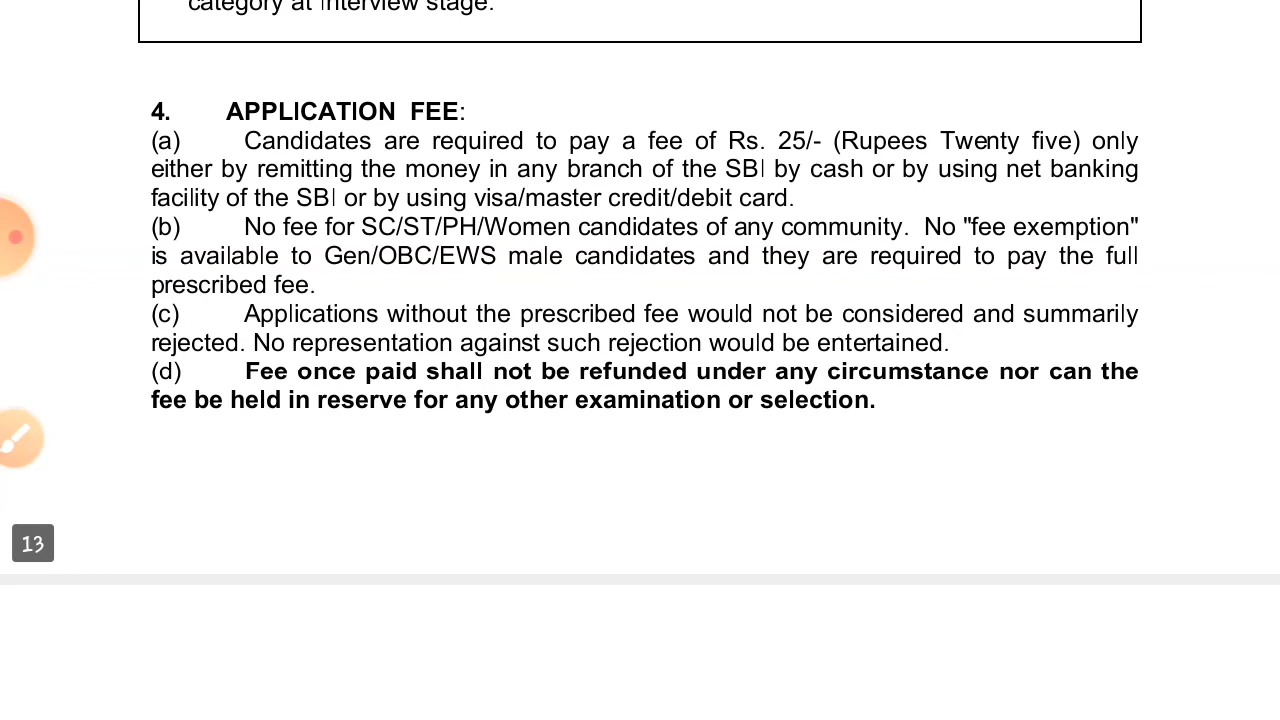 category at Interview stage.
4. APPLICATION FEE:
(a) Candidates are required to pay a fee of Rs. 25/- (Rupees Twenty five) only
either by remitting the money in any branch of the SBI by cash or by using net banking
facility of the SBI or by using visa/master credit/debit card.
(b) No fee for SC/ST/PH/Women candidates of any community. No "fee exemption"
is available to Gen/OBC/EWS male candidates and they are required to pay the full
prescribed fee.
(c) Applications without the prescribed fee would not be considered and summarily
rejected. No representation against such rejection would be entertained.
(d) Fee once paid shall not be refunded under any circumstance nor can the
fee be held in reserve for any other examination or selection.
13